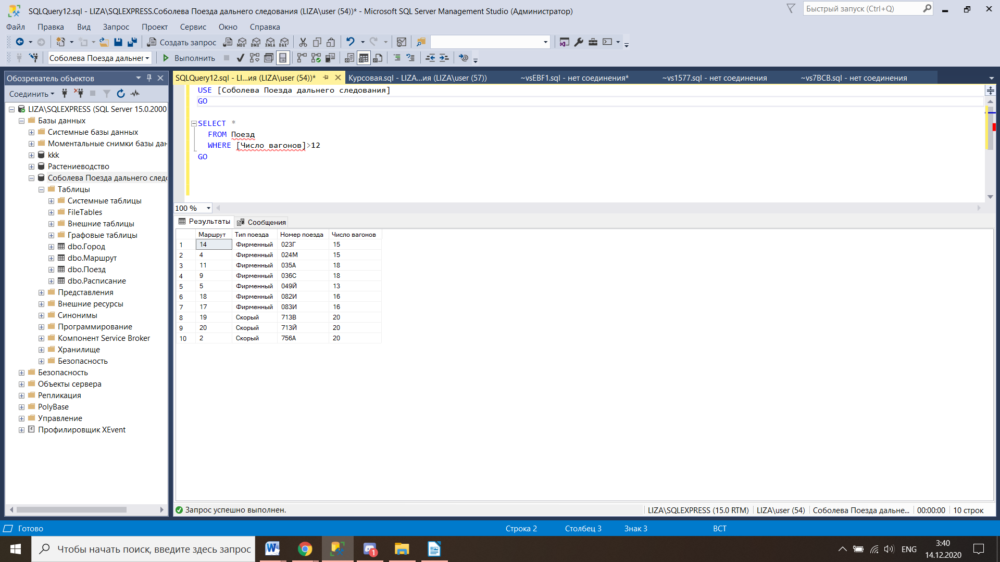 SQLQuery12.sql - LIZA\SQLEXPRESS.Соболева Поезда дальнего следования (LIZA\user (54))* - Microsoft SQL Server Management Studio (Администратор)
Быстрый запуск (Ctrl+Q)
Файл Правка Вид Запрос Проект Сервис Окно Справка
Создать запрос
MDX DMX XMLA DAX
Соболева Поезда дальнег
Выполнить
Обозреватель объектов
SQLQuery12.sql - LI...ия (LIZA\user (54))*
Курсовая.sql - LIZA...ия (LIZA\user (57))
~vsEBF1.sql - нет соединения*
~vs1577.sql - нет соединения
~vs7BCB.sql - нет соединения
Соединить
LIZA\SQLEXPRESS (SQL Server 15.0.2000
Базы данных
Системные базы данных
Моментальные снимки базы дан
kkk
Растениеводство
Соболева Поезда дальнего след
Таблицы
Системные таблицы
FileTables
Внешние таблицы
Графовые таблицы
dbo.Город
dbo.Маршрут
dbo.Поезд
dbo.Расписание
Представления
Внешние ресурсы
Синонимы
Программирование
Компонент Service Broker
Хранилище
Безопасность
Безопасность
Объекты сервера
Репликация
PolyBase
Управление
Профилировщик XEvent
USE [Соболева Поезда дальнего следования]
GO
SELECT *
FROM Поезд
WHERE [Число вагонов]>12
GO
100 %
Результаты Сообщения
Маршрут Тип поезда Номер поезда Число вагонов
1 14 Фирменный 023Г 15
2 4 Фирменный 024М 15
3 11 Фирменный 035А 18
4 9 Фирменный 036С 18
5 5 Фирменный 049Й 13
6 18 Фирменный 082И 16
7 17 Фирменный 083И 16
8 19 Скорый 713В 20
9 20 Скорый 713Й 20
10 2 Скорый 756А 20
Запрос успешно выполнен.
LIZA\SQLEXPRESS (15.0 RTM) LIZA\user (54) Соболева Поезда дальне... 00:00:00 10 строк
Готово Строка 2 Столбец 3 Знак 3 ВСТ
Чтобы начать поиск, введите здесь запрос
1
ENG
3:40
14.12.2020